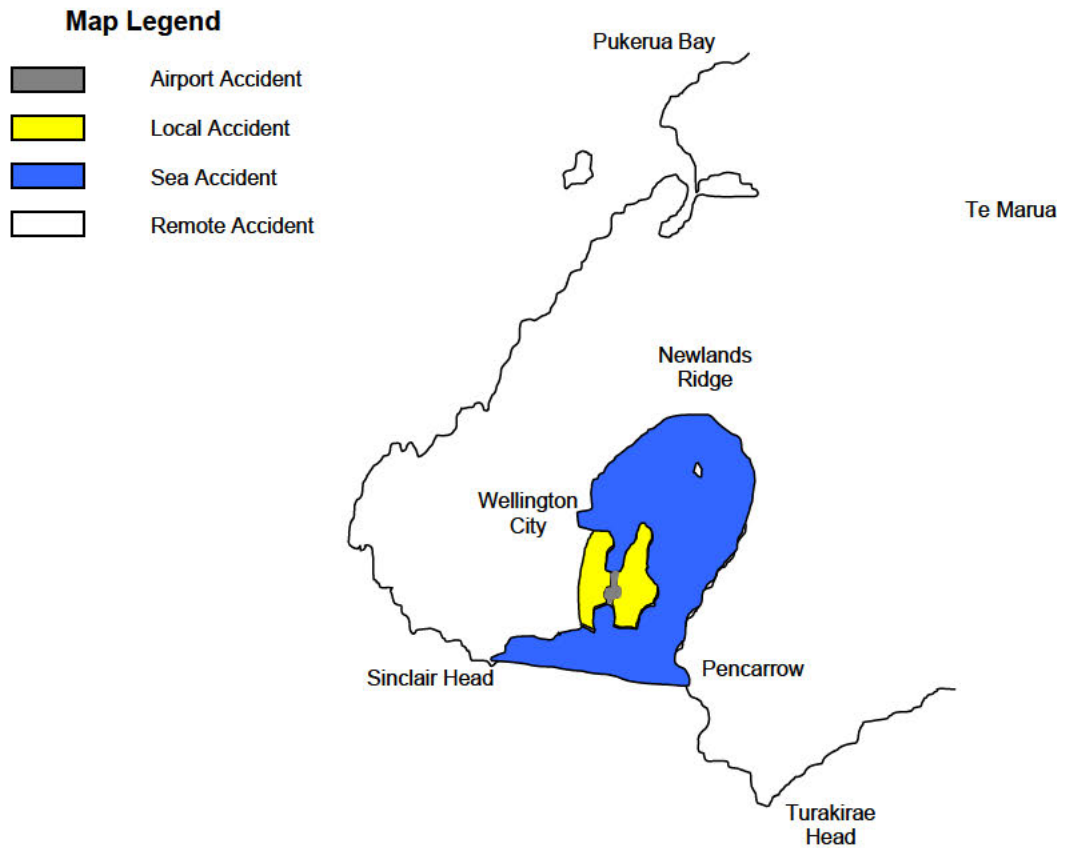 Map Legend
Airport Accident
Local Accident
Sea Accident
Remote Accident
Pukerua Bay
Te Marua
Newlands
Ridge
Wellington
City
Sinclair Head
Pencarrow
Turakirae
Head